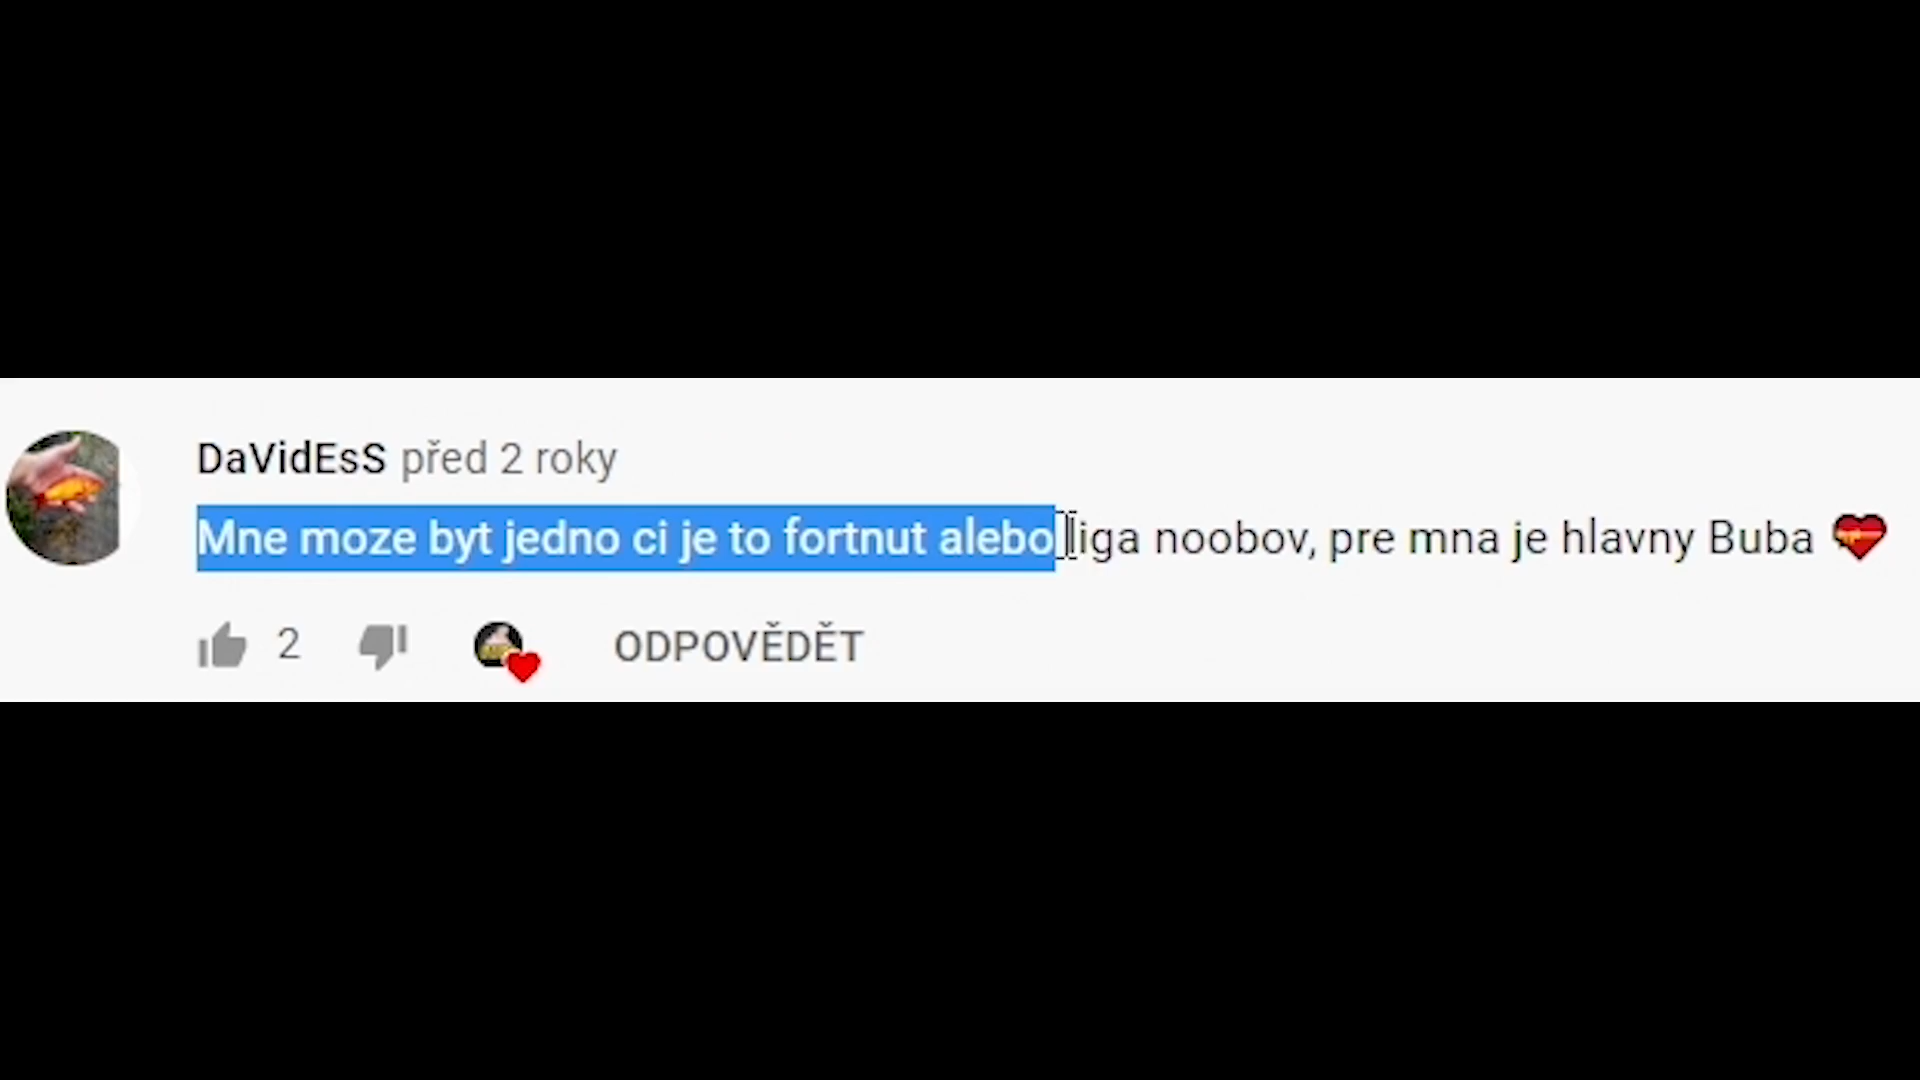 DaVidEsS před 2 roky
Mne moze byt jedno ci je to fortnut alebo liga noobov, pre mna je hlavny Buba 💝
2 ODPOVĚDĚT